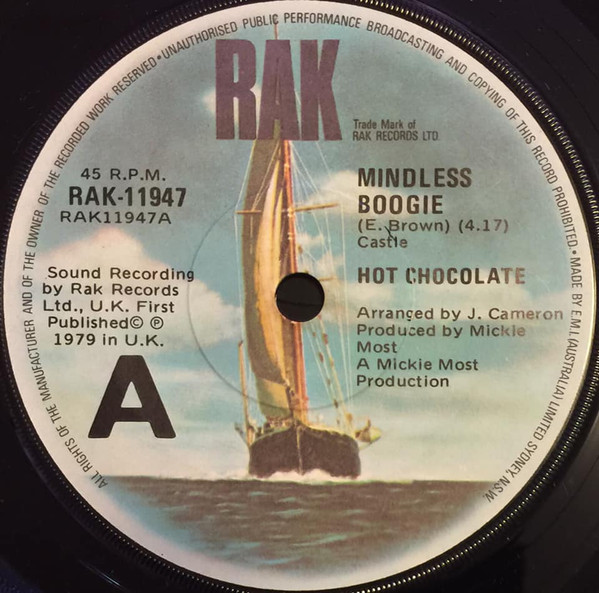 ALL RIGHTS OF THE MANUFACTURER AND OF THE OWNER OF THE RECORDED WORK RESERVED • UNAUTHORISED PUBLIC PERFORMANCE BROADCASTING AND COPYING OF THIS RECORD PROHIBITED. • MADE BY E.M.I. (AUSTRALIA) LIMITED SYDNEY, N.S.W.
RAK
Trade Mark of
RAK RECORDS LTD.
45 R.P.M.
RAK-11947
RAK11947A
MINDLESS
BOOGIE
(E. Brown) (4.17)
Castle
HOT CHOCOLATE
Sound Recording
by Rak Records
Ltd., U.K. First
Published© ℗
1979 in U.K.
Arranged by J. Cameron
Produced by Mickie
Most
A Mickie Most
Production
A